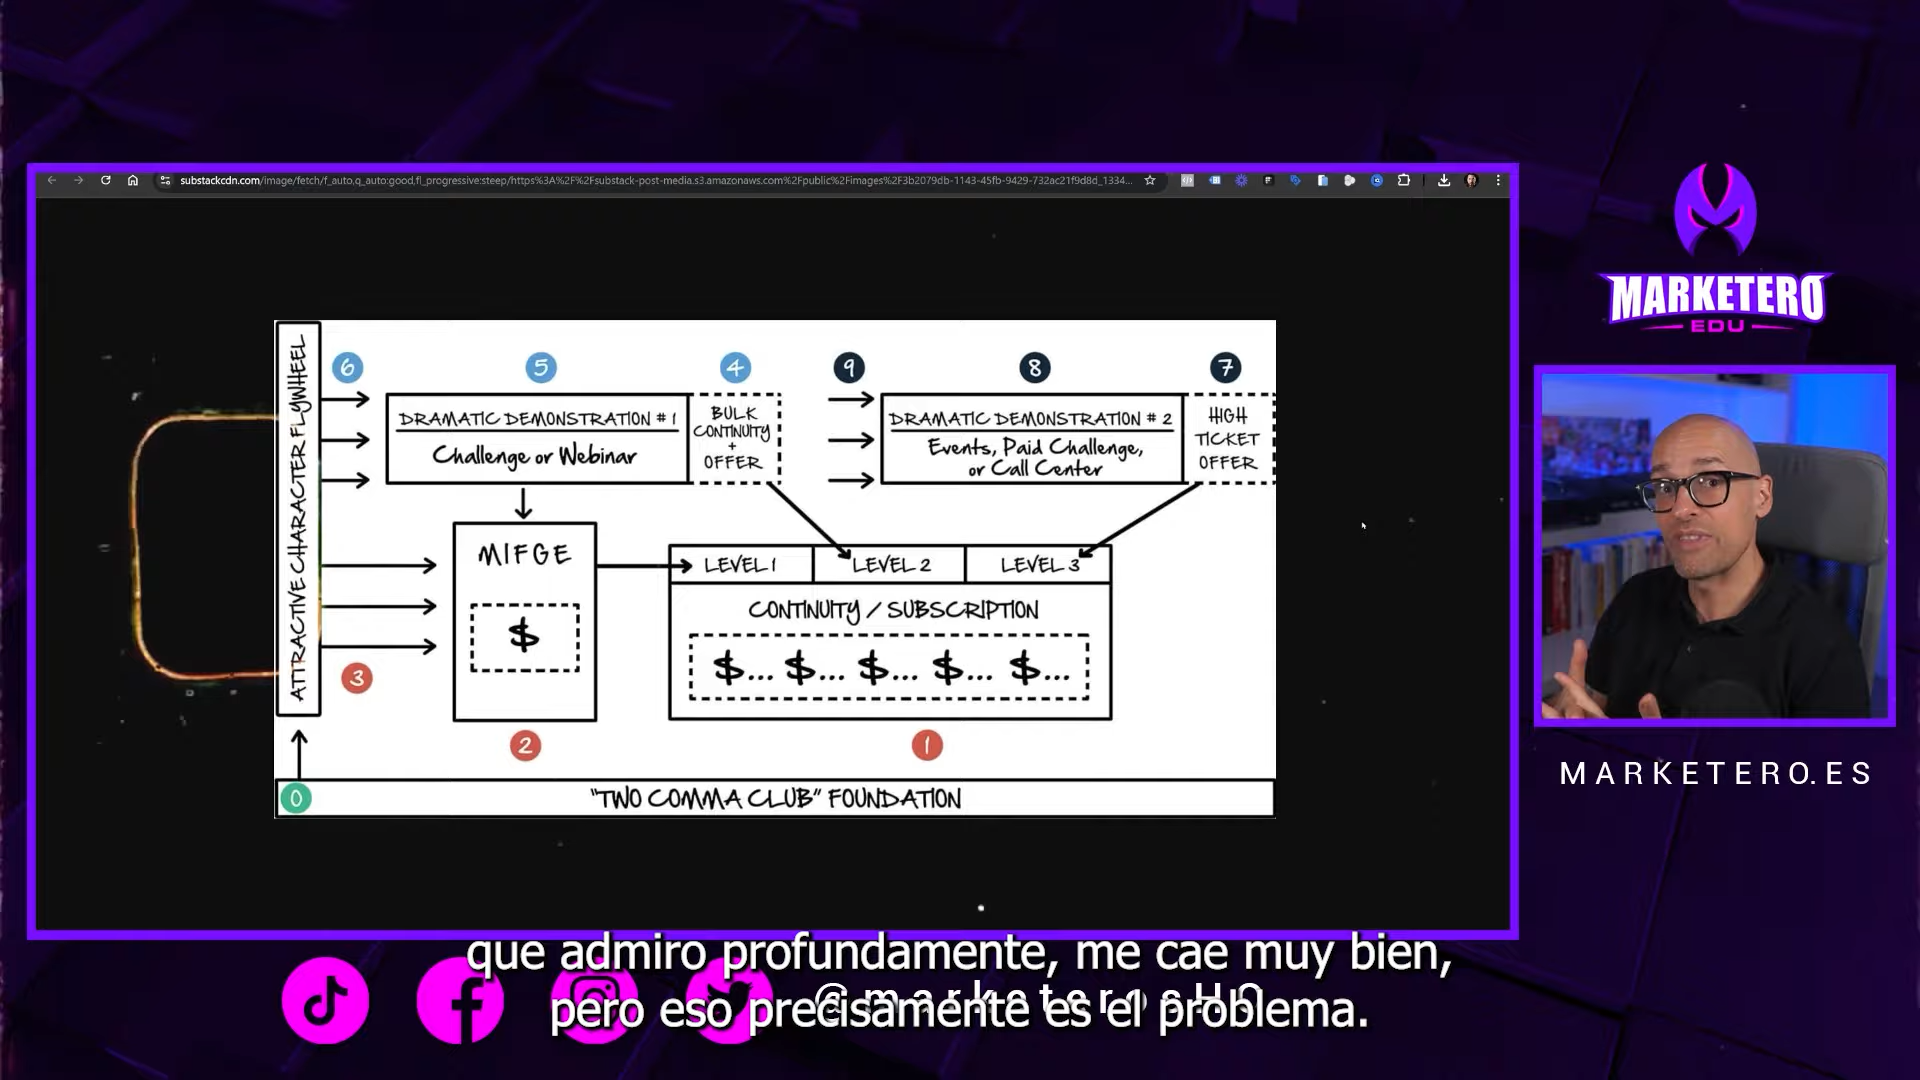 substackcdn.com/image/fetch/f_auto,q_auto:good,fl_progressive:steep/https%3A%2F%2Fsubstack-post-media.s3.amazonaws.com%2Fpublic%2Fimages%2F3b2079db-1143-45fb-9429-732ac21f9d8d_1334...
ATTRACTIVE CHARACTER FLYWHEEL
6
5
4
9
8
7
DRAMATIC DEMONSTRATION #1
Challenge or Webinar
BULK
CONTINUITY
+
OFFER
DRAMATIC DEMONSTRATION #2
Events, Paid Challenge,
or Call Center
HIGH
TICKET
OFFER
MIFGE
$
LEVEL 1
LEVEL 2
LEVEL 3
CONTINUITY / SUBSCRIPTION
$... $... $... $... $...
3
2
1
0
"TWO COMMA CLUB" FOUNDATION
MARKETERO
EDU
MARKETERO.ES
que admiro profundamente, me cae muy bien,
pero eso precisamente es el problema.